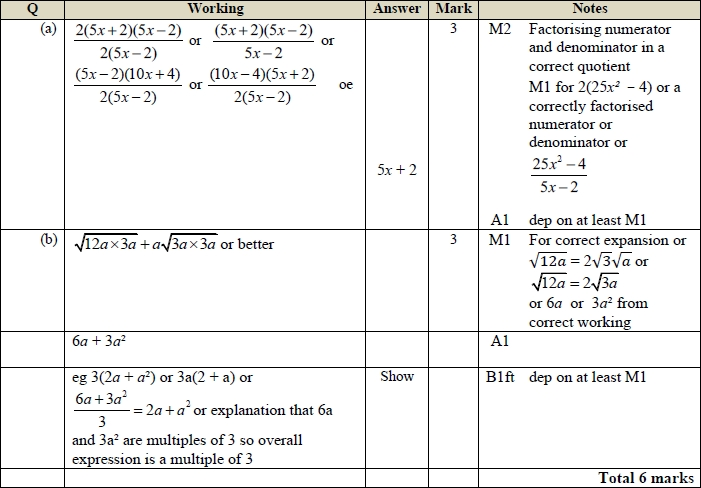 Q Working Answer Mark Notes
(a) 2(5x+2)(5x−2)/2(5x−2) or (5x+2)(5x−2)/5x−2 or
(5x−2)(10x+4)/2(5x−2) or (10x−4)(5x+2)/2(5x−2) oe
5x + 2
3
M2 Factorising numerator
and denominator in a
correct quotient
M1 for 2(25x² − 4) or a
correctly factorised
numerator or
denominator or
25x² − 4
5x − 2
A1 dep on at least M1
(b) √12a×3a + a√3a×3a or better
3
M1 For correct expansion or
√12a = 2√3√a or
√12a = 2√3a
or 6a or 3a² from
correct working
6a + 3a² A1
eg 3(2a + a²) or 3a(2 + a) or
6a+3a²/3 = 2a+a² or explanation that 6a
and 3a² are multiples of 3 so overall
expression is a multiple of 3
Show
B1ft dep on at least M1
Total 6 marks